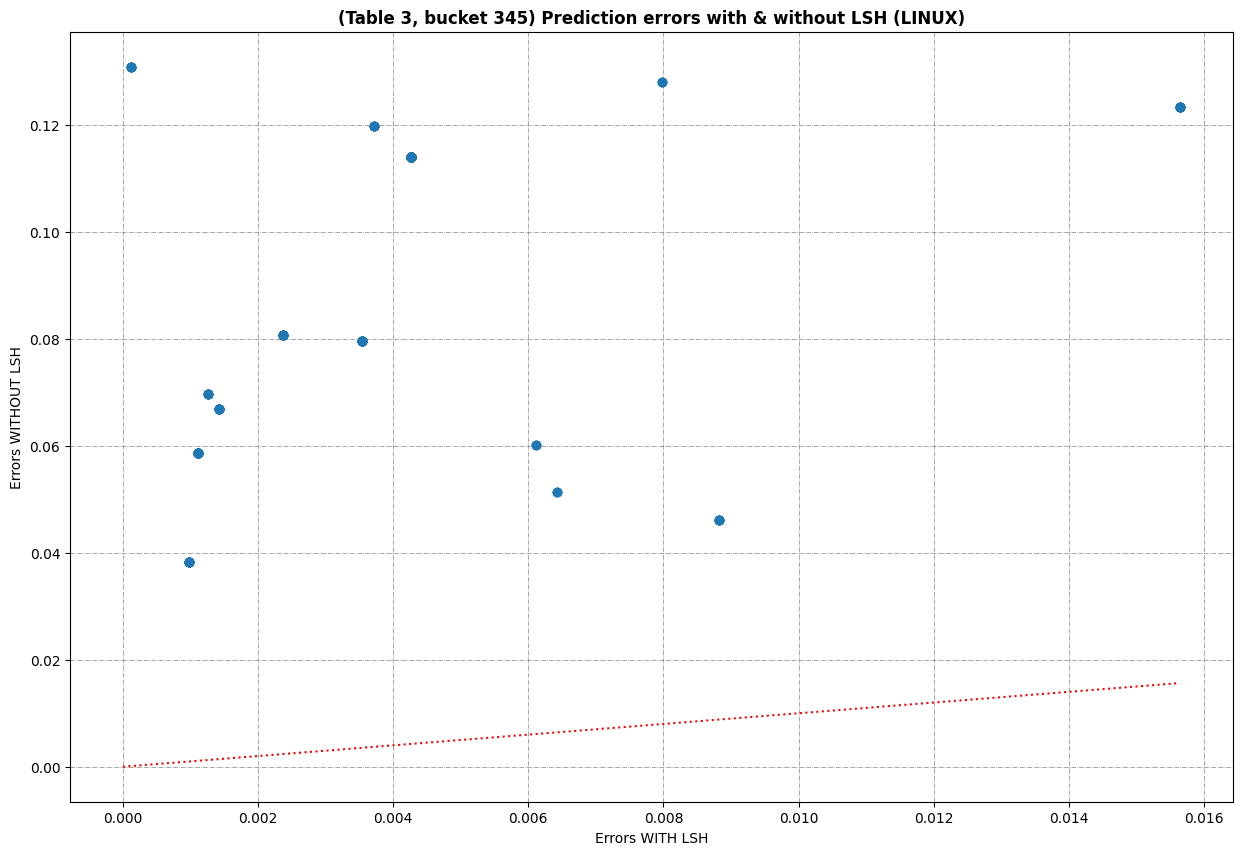 (Table 3, bucket 345) Prediction errors with & without LSH (LINUX)
0.12
0.10
0.08
0.06
0.04
0.02
0.00
Errors WITHOUT LSH
0.000 0.002 0.004 0.006 0.008 0.010 0.012 0.014 0.016
Errors WITH LSH